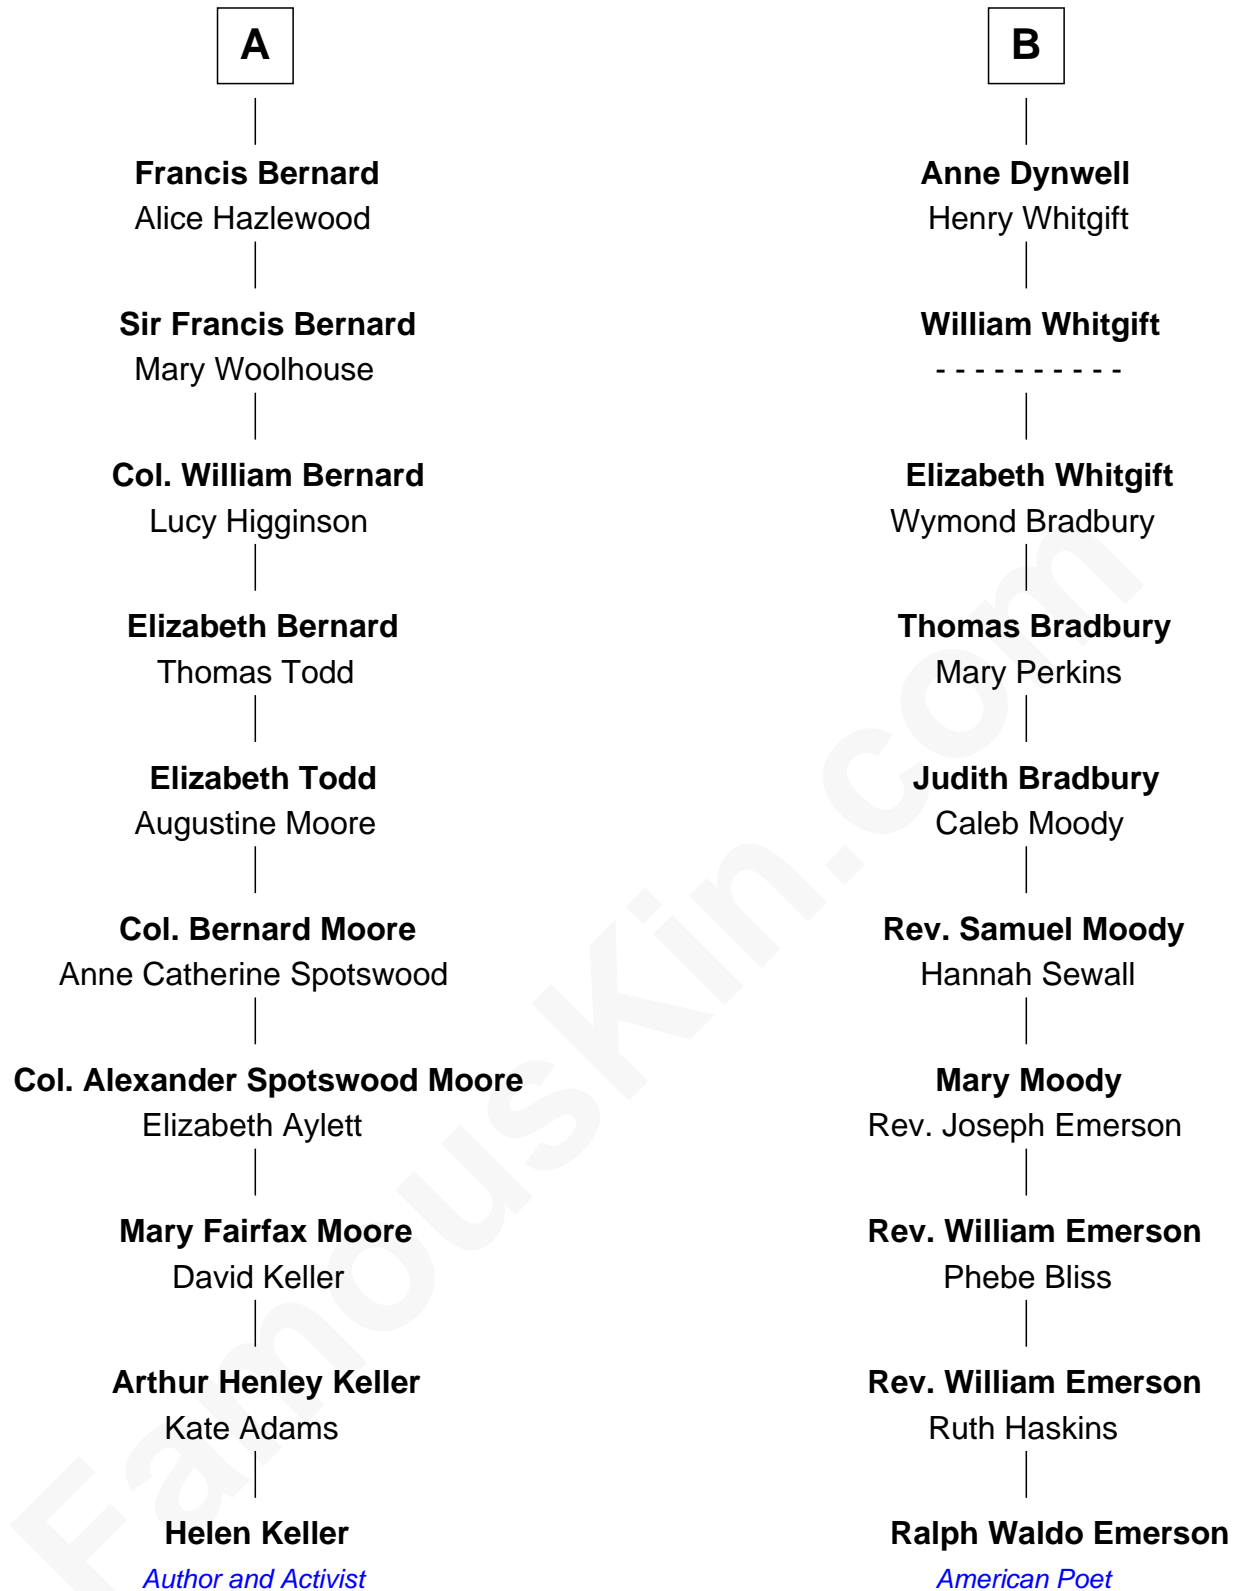 A
Francis Bernard
Alice Hazlewood
Sir Francis Bernard
Mary Woolhouse
Col. William Bernard
Lucy Higginson
Elizabeth Bernard
Thomas Todd
Elizabeth Todd
Augustine Moore
Col. Bernard Moore
Anne Catherine Spotswood
Col. Alexander Spotswood Moore
Elizabeth Aylett
Mary Fairfax Moore
David Keller
Arthur Henley Keller
Kate Adams
Helen Keller
Author and Activist
B
Anne Dynwell
Henry Whitgift
William Whitgift
- - - - - - - - - -
Elizabeth Whitgift
Wymond Bradbury
Thomas Bradbury
Mary Perkins
Judith Bradbury
Caleb Moody
Rev. Samuel Moody
Hannah Sewall
Mary Moody
Rev. Joseph Emerson
Rev. William Emerson
Phebe Bliss
Rev. William Emerson
Ruth Haskins
Ralph Waldo Emerson
American Poet
FamousKin.com